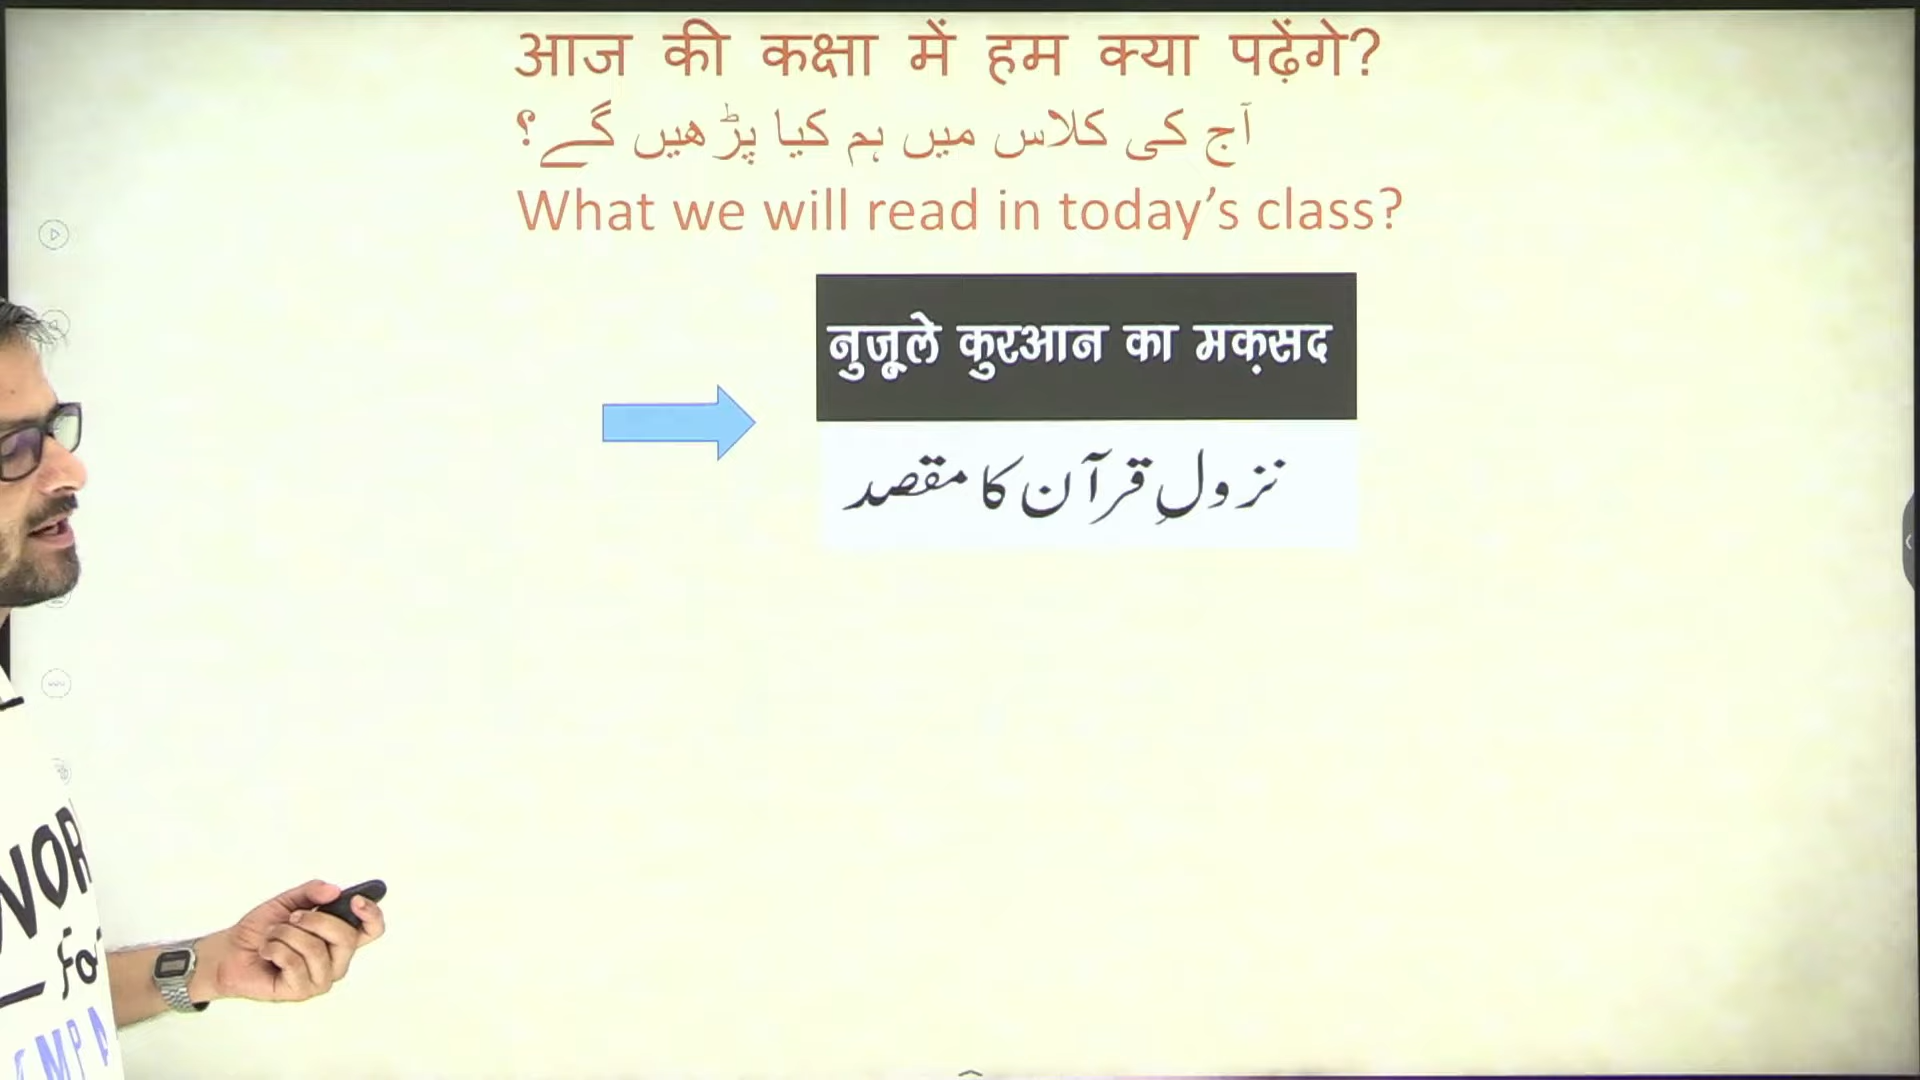 आज की कक्षा में हम क्या पढ़ेंगे?
آج کی کلاس میں ہم کیا پڑھیں گے؟
What we will read in today’s class?
नुज़ूले क़ुरआन का मक़सद
نزولِ قرآن کا مقصد